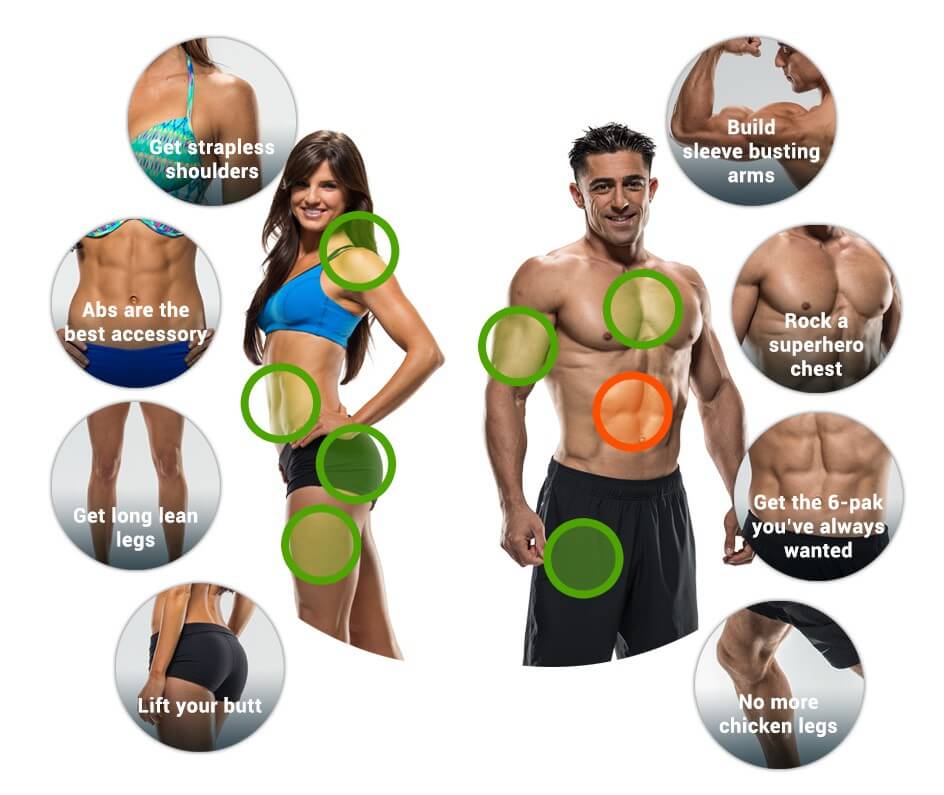 Get strapless
shoulders
Abs are the
best accessory
Get long lean
legs
Lift your butt
Build
sleeve busting
arms
Rock a
superhero
chest
Get the 6-pak
you've always
wanted
No more
chicken legs